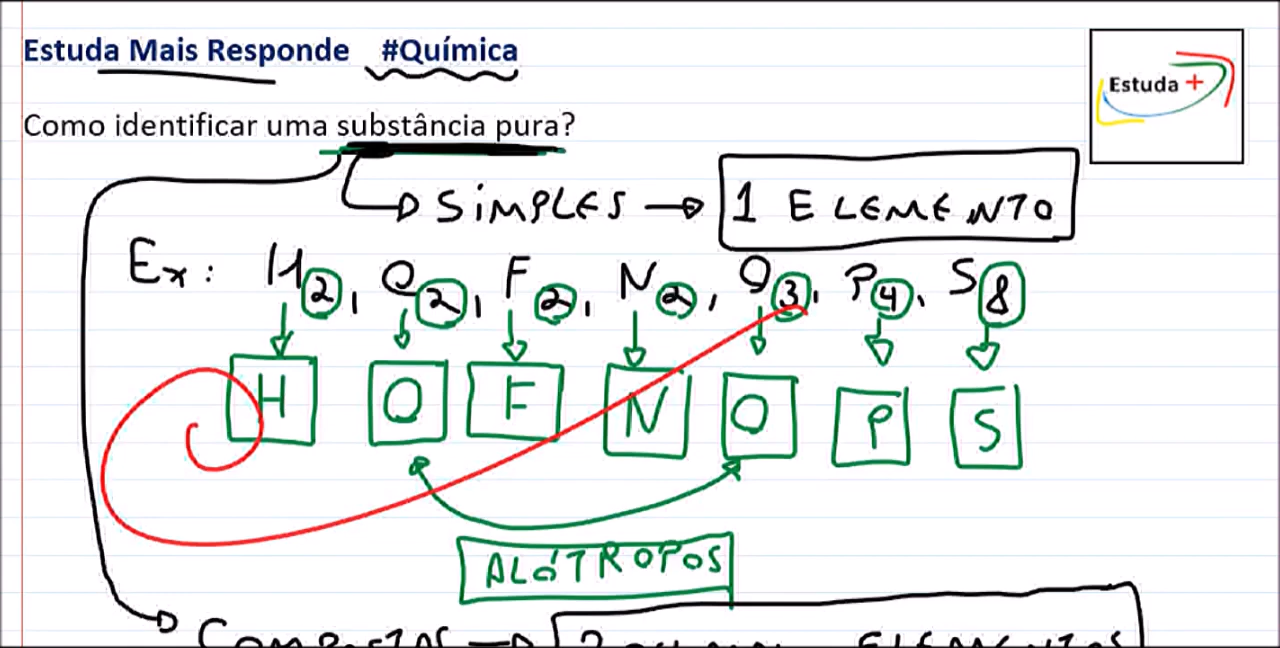 Estuda Mais Responde #Química
Estuda +
Como identificar uma substância pura?
SiMPLES → 1 ELEMENTO
Ex: H2, O2, F2, N2, O3, P4, S8
H O F N O P S
ALÓTROPOS
ELEMENTOS